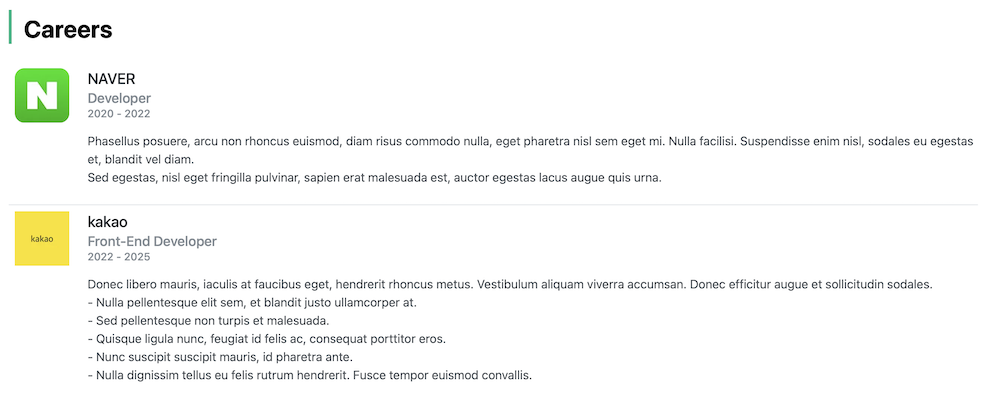 Careers
N
NAVER
Developer
2020 - 2022
Phasellus posuere, arcu non rhoncus euismod, diam risus commodo nulla, eget pharetra nisl sem eget mi. Nulla facilisi. Suspendisse enim nisl, sodales eu egestas
et, blandit vel diam.
Sed egestas, nisl eget fringilla pulvinar, sapien erat malesuada est, auctor egestas lacus augue quis urna.
kakao
kakao
Front-End Developer
2022 - 2025
Donec libero mauris, iaculis at faucibus eget, hendrerit rhoncus metus. Vestibulum aliquam viverra accumsan. Donec efficitur augue et sollicitudin sodales.
- Nulla pellentesque elit sem, et blandit justo ullamcorper at.
- Sed pellentesque non turpis et malesuada.
- Quisque ligula nunc, feugiat id felis ac, consequat porttitor eros.
- Nunc suscipit suscipit mauris, id pharetra ante.
- Nulla dignissim tellus eu felis rutrum hendrerit. Fusce tempor euismod convallis.